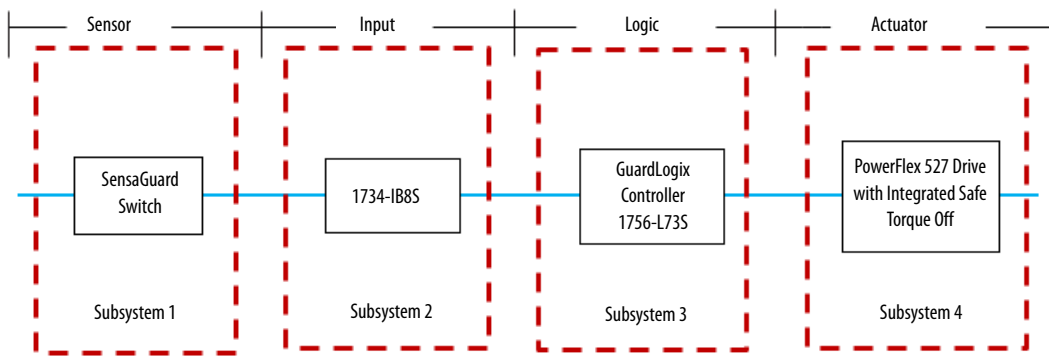 Sensor
Input
Logic
Actuator
SensaGuard
Switch
1734-IB8S
GuardLogix
Controller
1756-L73S
PowerFlex 527 Drive
with Integrated Safe
Torque Off
Subsystem 1
Subsystem 2
Subsystem 3
Subsystem 4